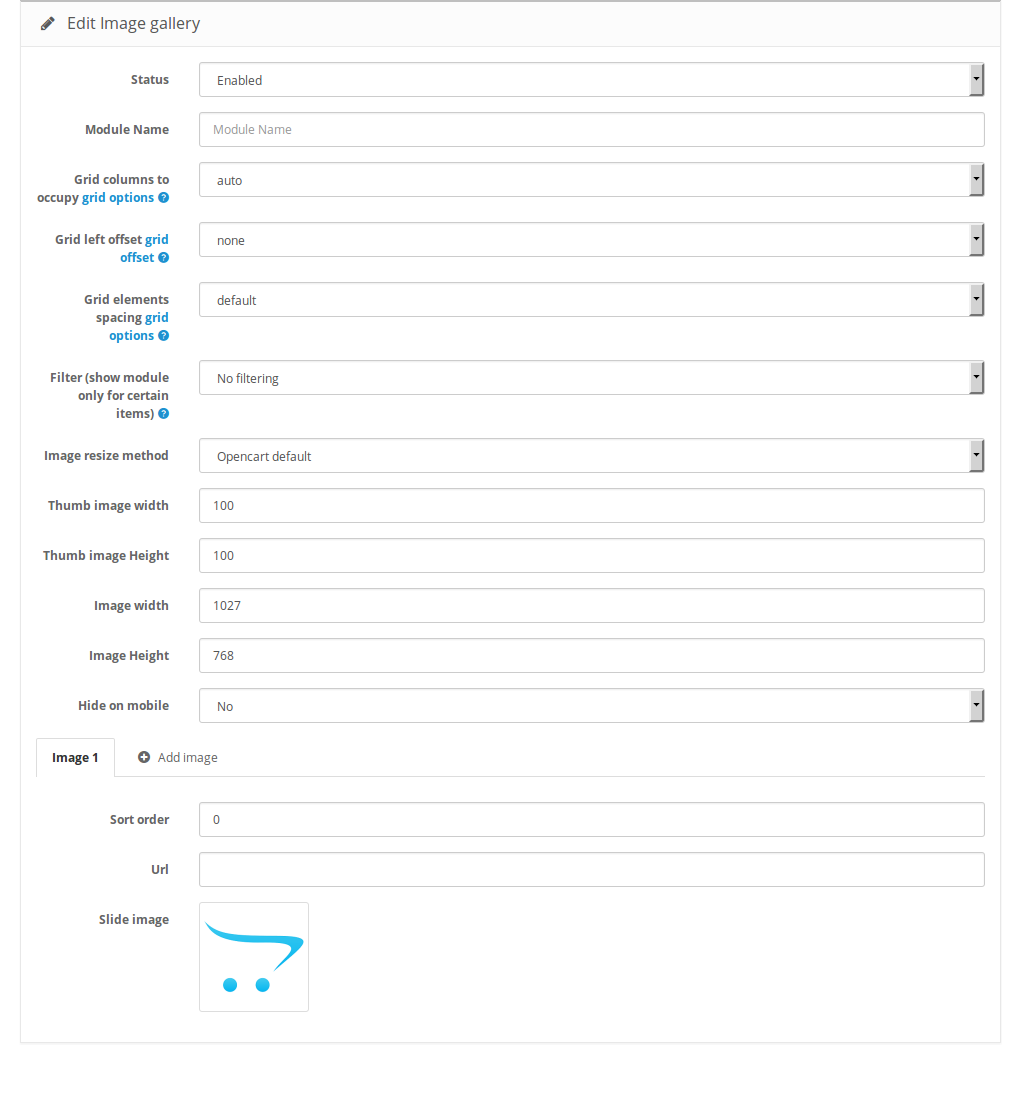 Edit Image gallery
Status
Enabled
Module Name
Module Name
Grid columns to
occupy grid options ?
auto
Grid left offset grid
offset ?
none
Grid elements
spacing grid
options ?
default
Filter (show module
only for certain
items) ?
No filtering
Image resize method
Opencart default
Thumb image width
100
Thumb image Height
100
Image width
1027
Image Height
768
Hide on mobile
No
Image 1
Add image
Sort order
0
Url
Slide image